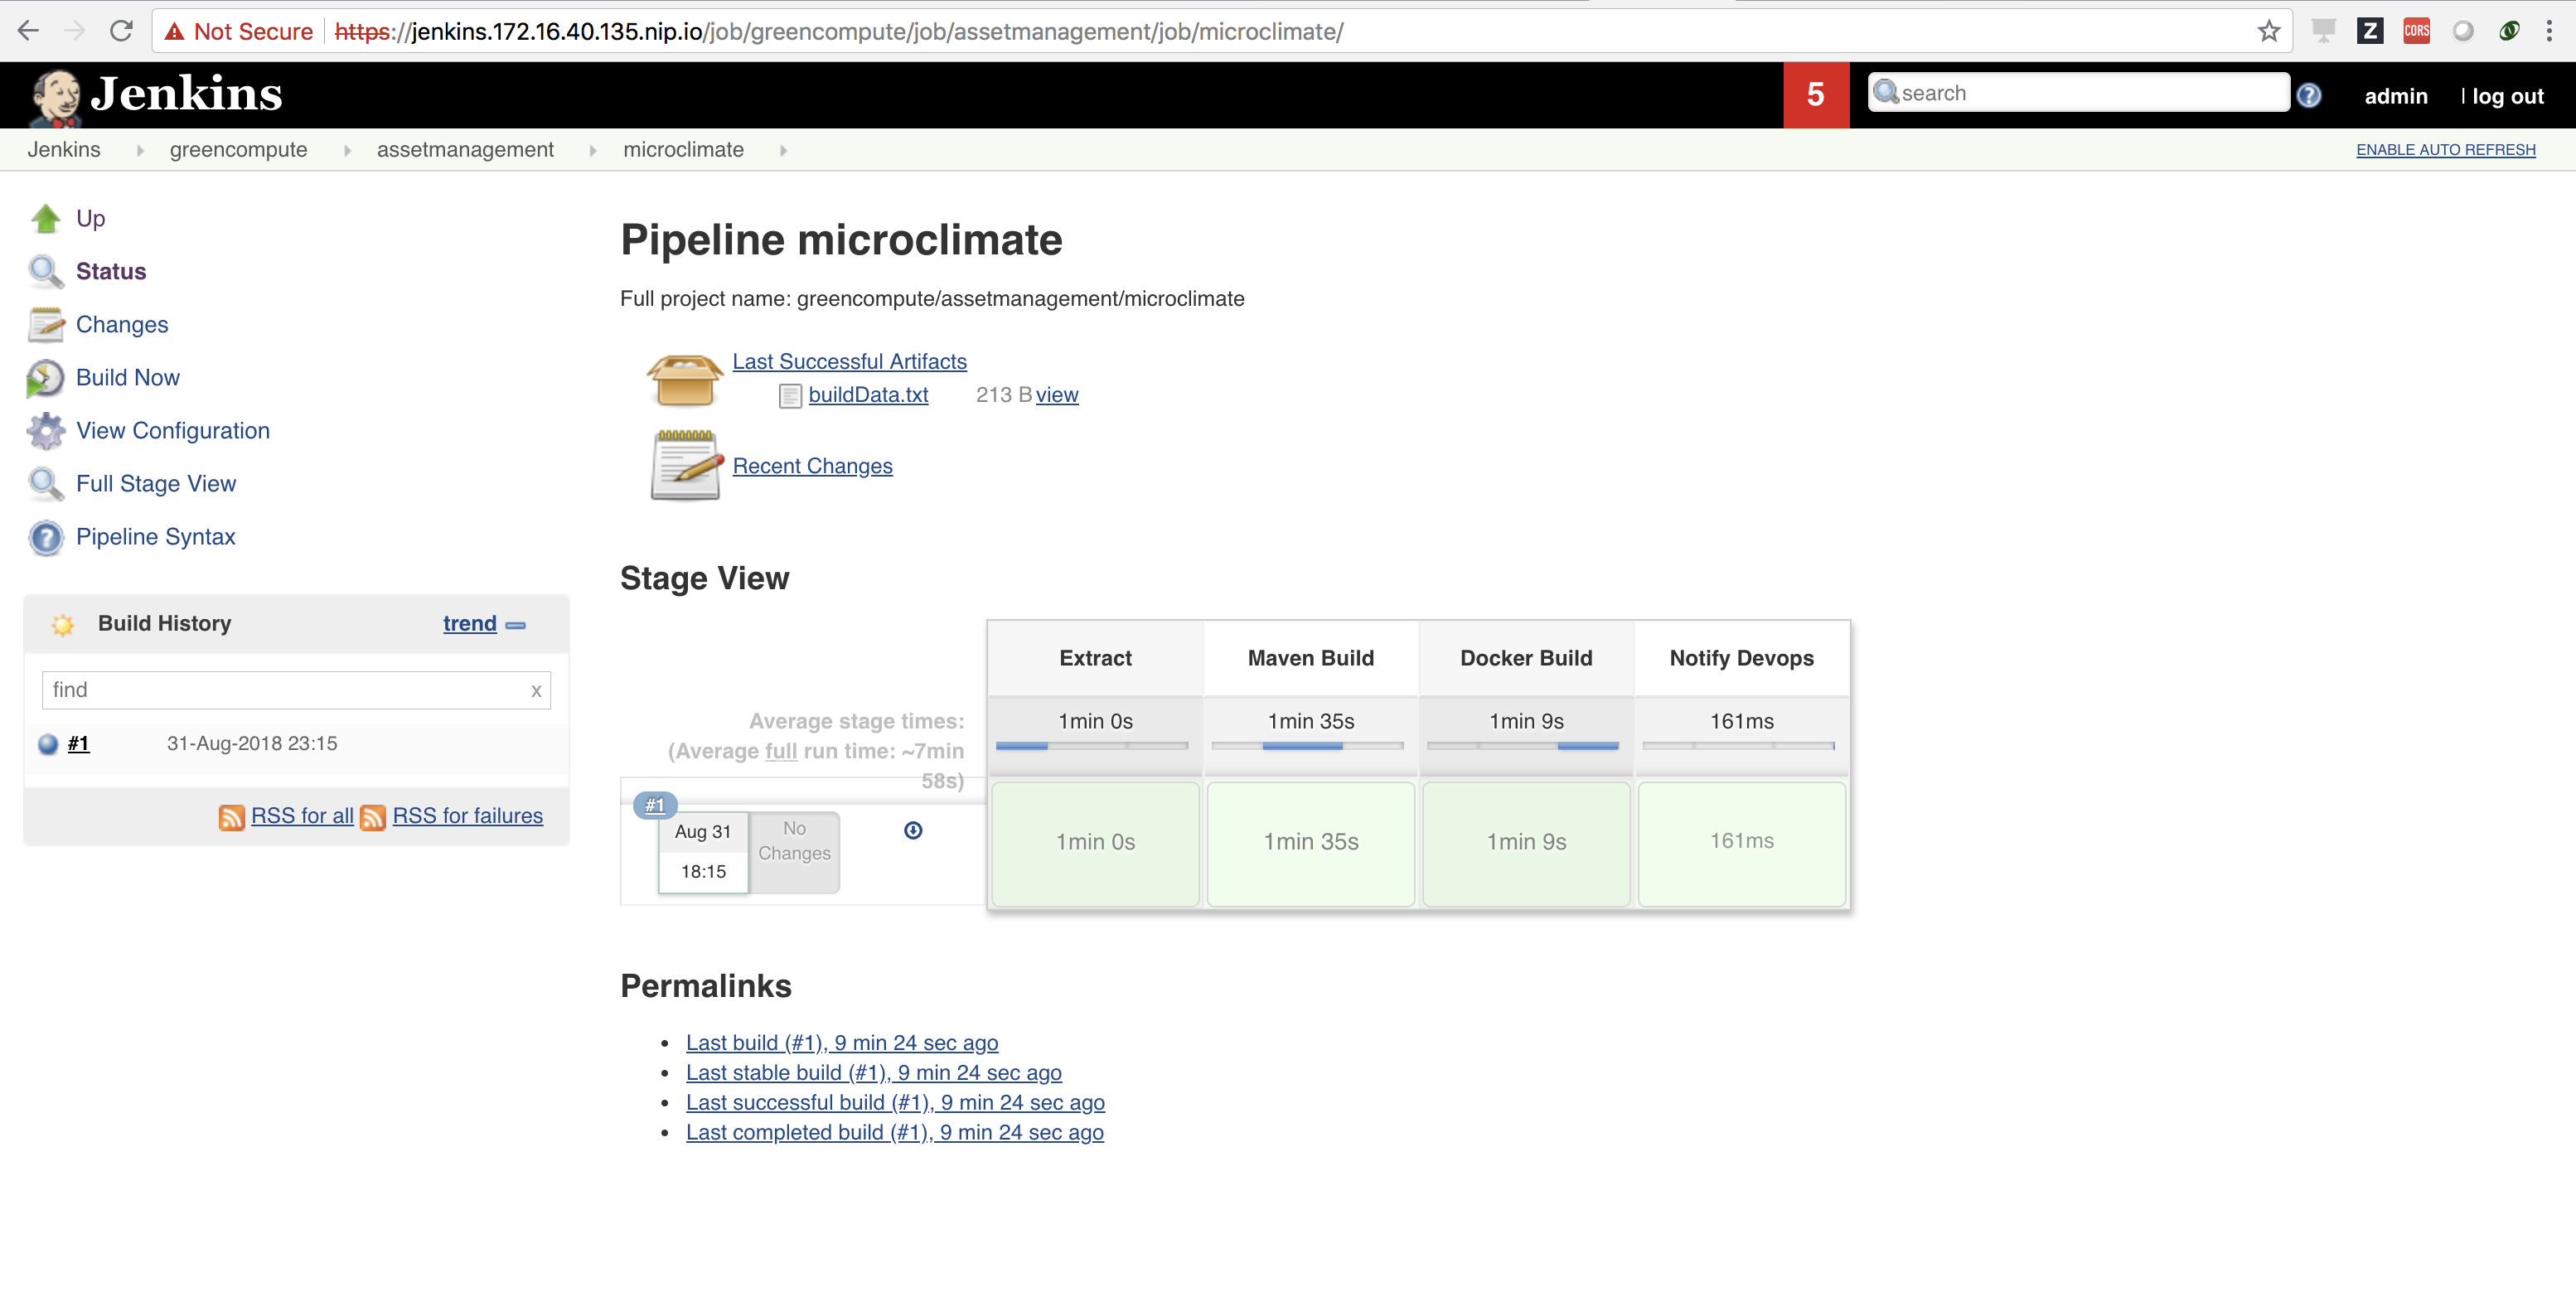 Not Secure https://jenkins.172.16.40.135.nip.io/job/greencompute/job/assetmanagement/job/microclimate/
Z CORS
Jenkins 5 search ? admin | log out
Jenkins greencompute assetmanagement microclimate ENABLE AUTO REFRESH
Up
Status
Changes
Build Now
View Configuration
Full Stage View
? Pipeline Syntax
Build History trend
find x
#1 31-Aug-2018 23:15
RSS for all RSS for failures
Pipeline microclimate
Full project name: greencompute/assetmanagement/microclimate
Last Successful Artifacts
buildData.txt 213 B view
Recent Changes
Stage View
Extract Maven Build Docker Build Notify Devops
Average stage times: 1min 0s 1min 35s 1min 9s 161ms
(Average full run time: ~7min
58s)
#1
Aug 31 No
Changes
18:15
1min 0s 1min 35s 1min 9s 161ms
Permalinks
• Last build (#1), 9 min 24 sec ago
• Last stable build (#1), 9 min 24 sec ago
• Last successful build (#1), 9 min 24 sec ago
• Last completed build (#1), 9 min 24 sec ago